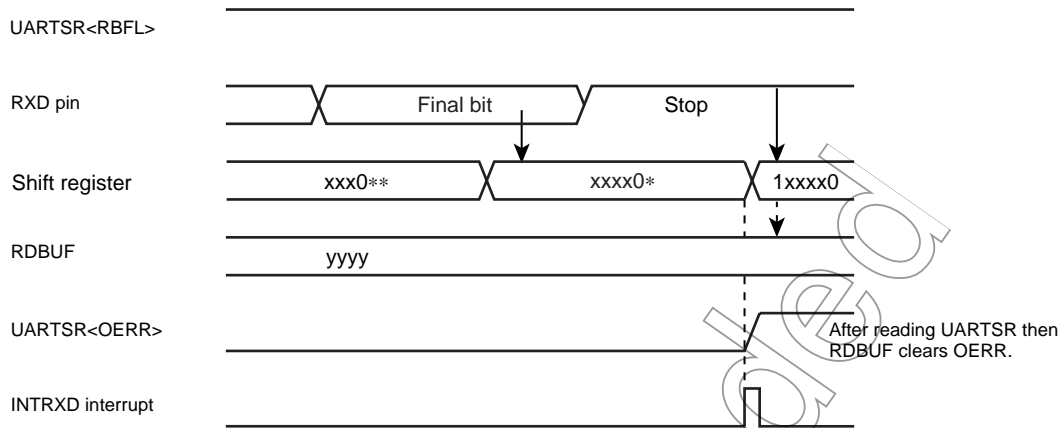 UARTSR<RBFL>
RXD pin
Final bit
Stop
Shift register
xxx0**
xxxx0*
1xxxx0
RDBUF
yyyy
UARTSR<OERR>
After reading UARTSR then
RDBUF clears OERR.
INTRXD interrupt
ded